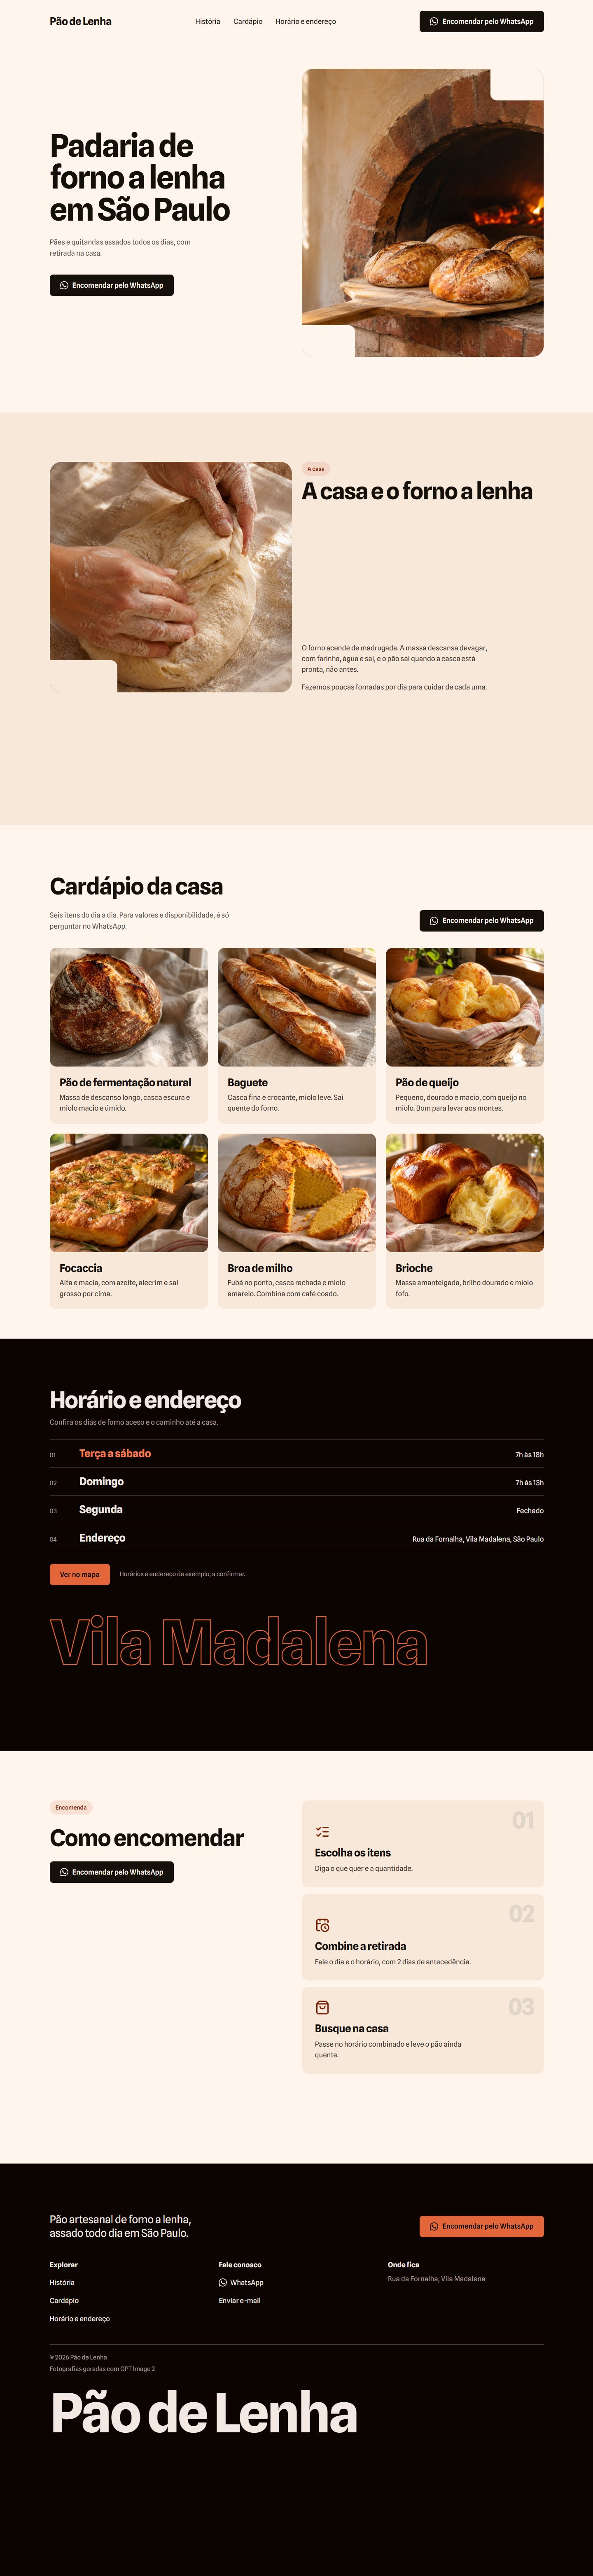 Pão de Lenha
História
Cardápio
Horário e endereço
Encomendar pelo WhatsApp
Padaria de
forno a lenha
em São Paulo
Pães e quitandas assados todos os dias, com
retirada na casa.
Encomendar pelo WhatsApp
A casa
A casa e o forno a lenha
O forno acende de madrugada. A massa descansa devagar,
com farinha, água e sal, e o pão sai quando a casca está
pronta, não antes.
Fazemos poucas fornadas por dia para cuidar de cada uma.
Cardápio da casa
Seis itens do dia a dia. Para valores e disponibilidade, é só
perguntar no WhatsApp.
Encomendar pelo WhatsApp
Pão de fermentação natural
Massa de descanso longo, casca escura e
miolo macio e úmido.
Baguete
Casca fina e crocante, miolo leve. Sai
quente do forno.
Pão de queijo
Pequeno, dourado e macio, com queijo no
miolo. Bom para levar aos montes.
Focaccia
Alta e macia, com azeite, alecrim e sal
grosso por cima.
Broa de milho
Fubá no ponto, casca rachada e miolo
amarelo. Combina com café coado.
Brioche
Massa amanteigada, brilho dourado e miolo
fofo.
Horário e endereço
Confira os dias de forno aceso e o caminho até a casa.
01 Terça a sábado 7h às 18h
02 Domingo 7h às 13h
03 Segunda Fechado
04 Endereço Rua da Fornalha, Vila Madalena, São Paulo
Ver no mapa
Horários e endereço de exemplo, a confirmar.
Vila Madalena
Encomenda
Como encomendar
Encomendar pelo WhatsApp
01
Escolha os itens
Diga o que quer e a quantidade.
02
Combine a retirada
Fale o dia e o horário, com 2 dias de antecedência.
03
Busque na casa
Passe no horário combinado e leve o pão ainda
quente.
Pão artesanal de forno a lenha,
assado todo dia em São Paulo.
Encomendar pelo WhatsApp
Explorar
História
Cardápio
Horário e endereço
Fale conosco
WhatsApp
Enviar e-mail
Onde fica
Rua da Fornalha, Vila Madalena
© 2026 Pão de Lenha
Fotografias geradas com GPT Image 2
Pão de Lenha